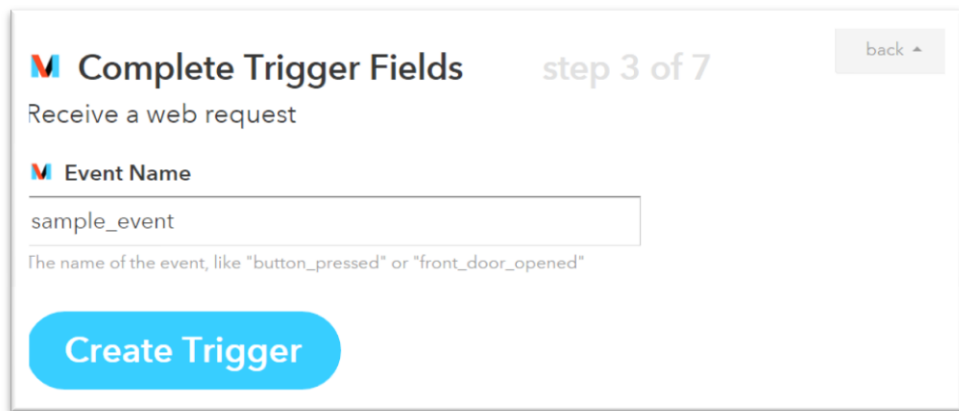 Complete Trigger Fields step 3 of 7 back
Receive a web request
Event Name
sample_event
The name of the event, like "button_pressed" or "front_door_opened"
Create Trigger